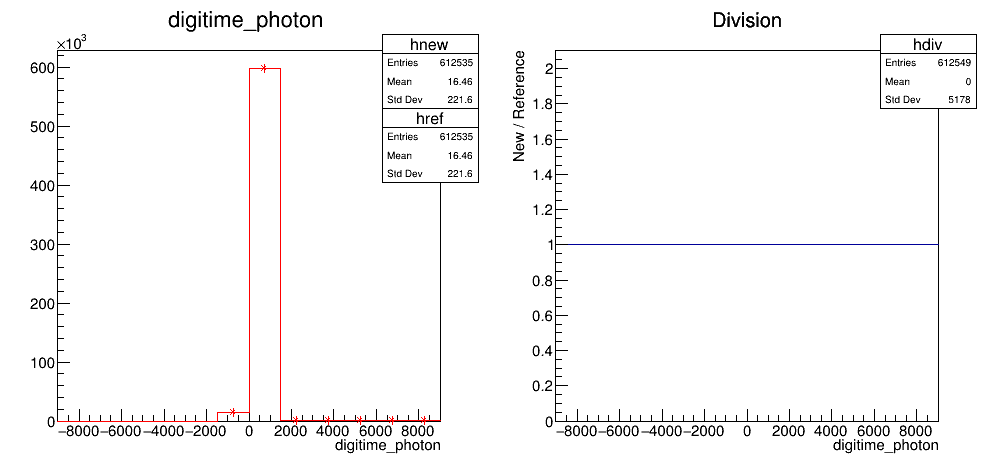 digitime_photon
×10³
600
500
400
300
200
100
0
−8000 −6000 −4000 −2000 0 2000 4000 6000 8000
digitime_photon
hnew
Entries 612535
Mean 16.46
Std Dev 221.6
href
Entries 612535
Mean 16.46
Std Dev 221.6
Division
New / Reference
2
1.8
1.6
1.4
1.2
1
0.8
0.6
0.4
0.2
0
−8000 −6000 −4000 −2000 0 2000 4000 6000 8000
digitime_photon
hdiv
Entries 612549
Mean 0
Std Dev 5178